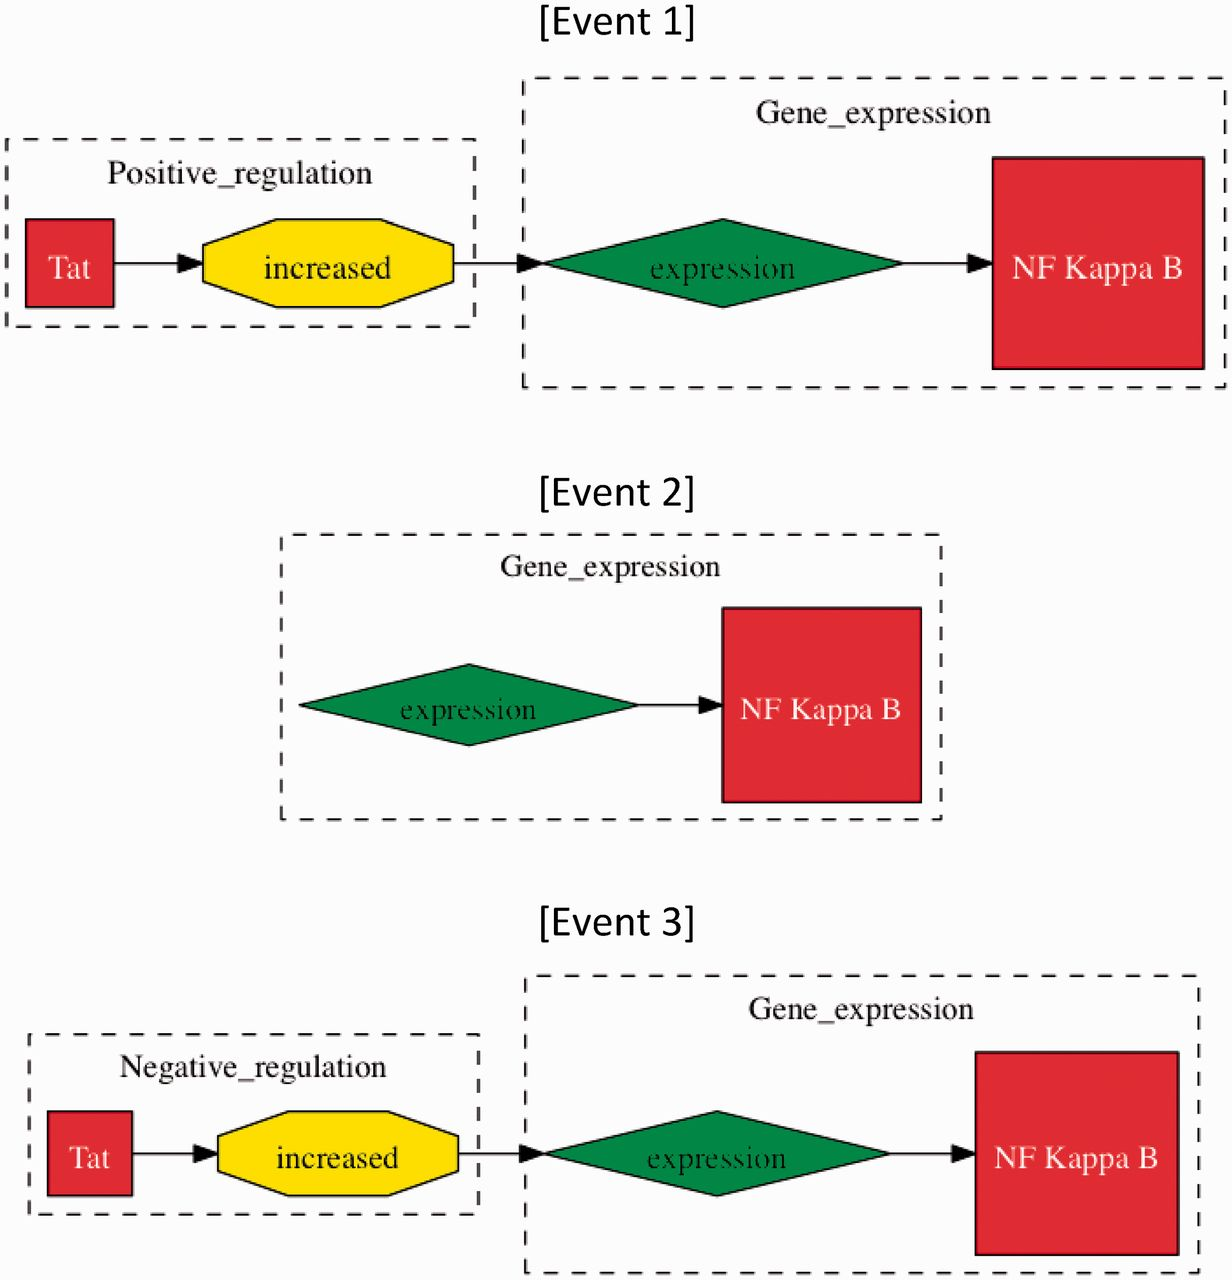 [Event 1]
Gene_expression
Positive_regulation
Tat
increased
expression
NF Kappa B
[Event 2]
Gene_expression
expression
NF Kappa B
[Event 3]
Gene_expression
Negative_regulation
Tat
increased
expression
NF Kappa B